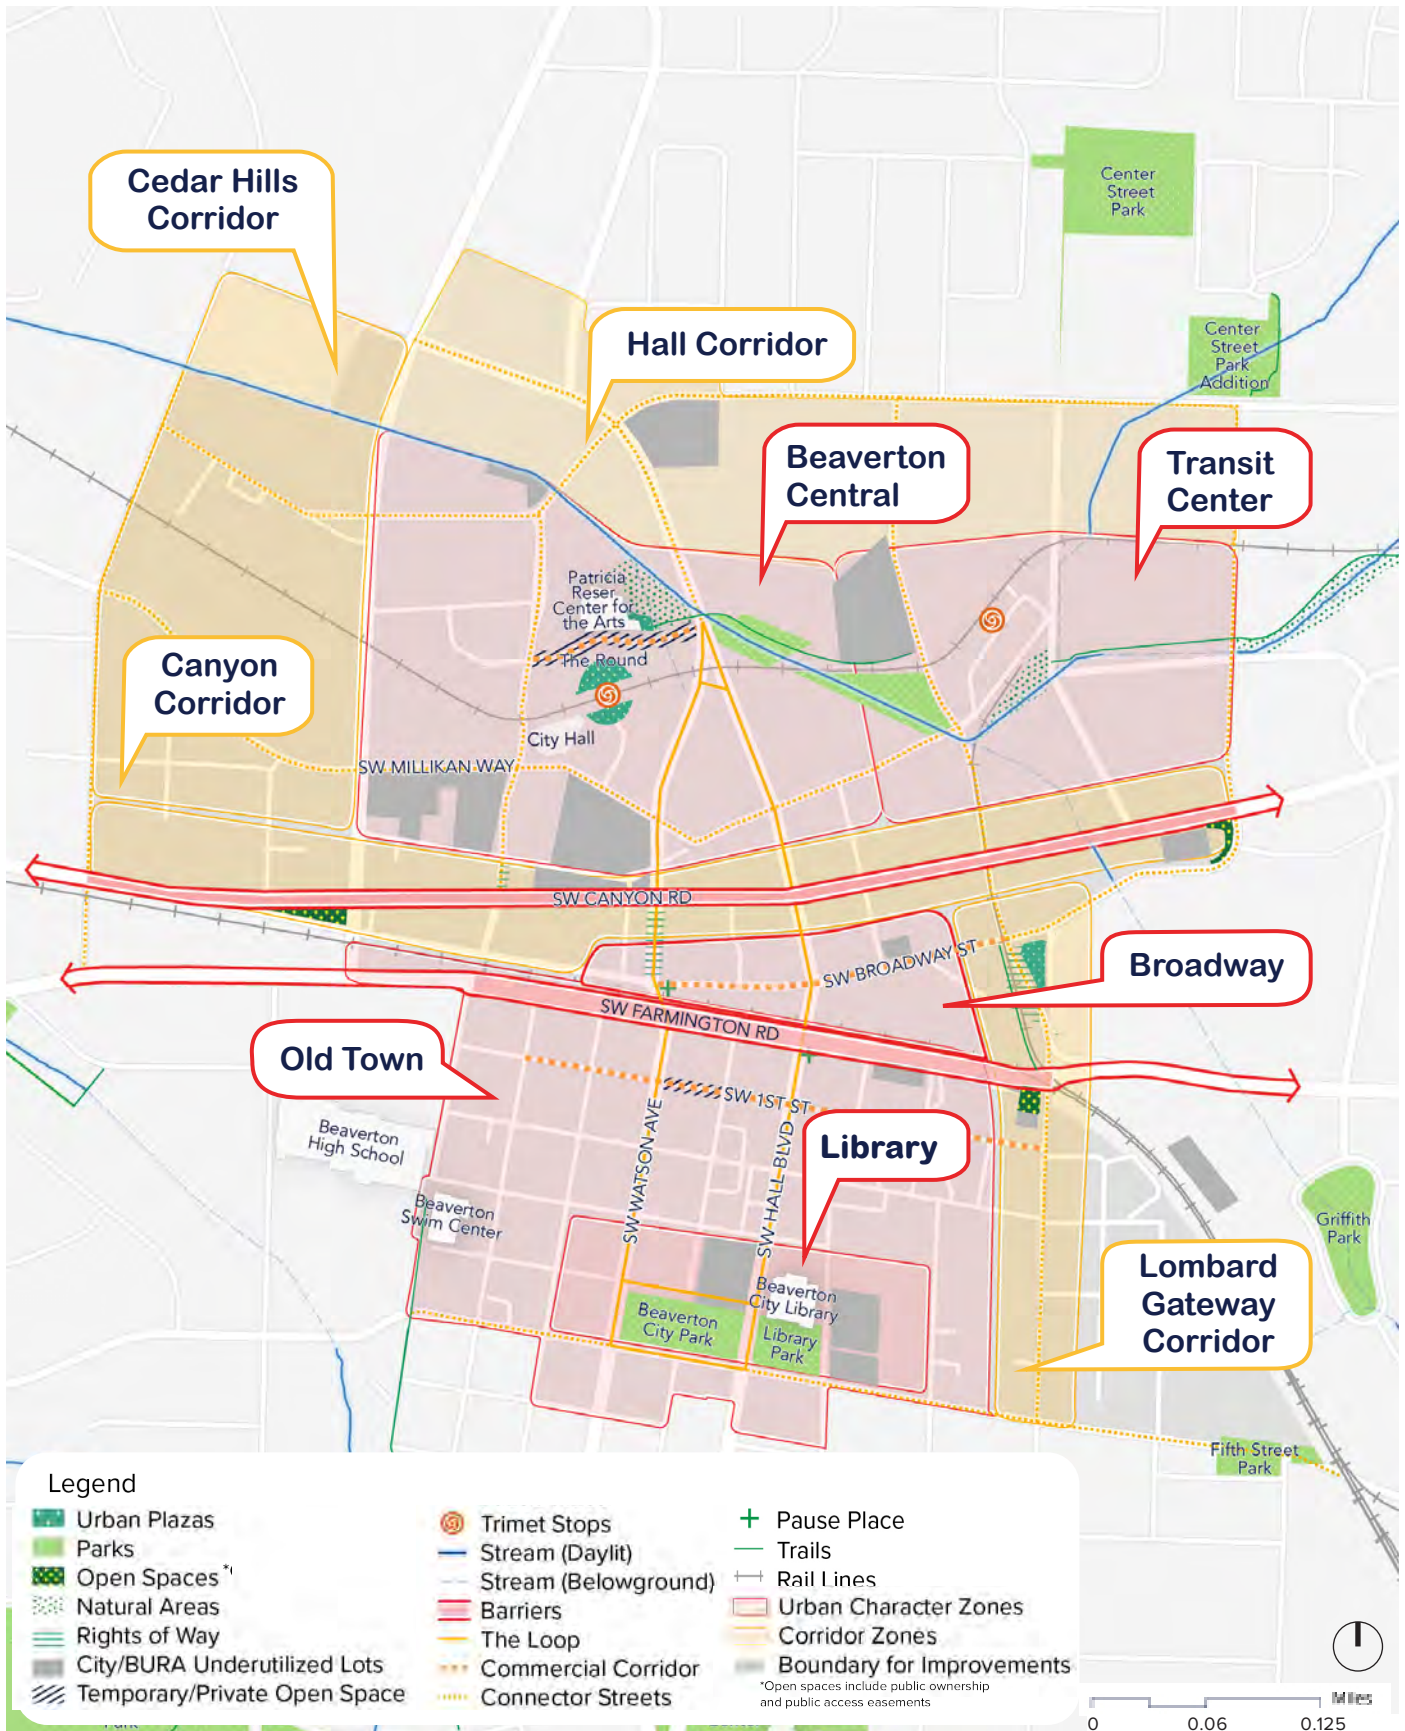 Center
Street
Park
Cedar Hills
Corridor
Hall Corridor
Center
Street
Park
Addition
Beaverton
Central
Transit
Center
Patricia
Reser
Center for
the Arts
The Round
Canyon
Corridor
City Hall
SW MILLIKAN WAY
SW CANYON RD
SW BROADWAY ST
Broadway
SW FARMINGTON RD
Old Town
SW 1ST ST
SW WATSON AVE
SW HALL BLVD
Library
Beaverton
High School
Beaverton
Swim Center
Griffith
Park
Lombard
Gateway
Corridor
Beaverton
City Library
Beaverton
City Park
Library
Park
Fifth Street
Park
Legend
Urban Plazas
Parks
Open Spaces *
Natural Areas
Rights of Way
City/BURA Underutilized Lots
Temporary/Private Open Space
Trimet Stops
Stream (Daylit)
Stream (Belowground)
Barriers
The Loop
Commercial Corridor
Connector Streets
Pause Place
Trails
Rail Lines
Urban Character Zones
Corridor Zones
Boundary for Improvements
*Open spaces include public ownership
and public access easements
Miles
0 0.06 0.125